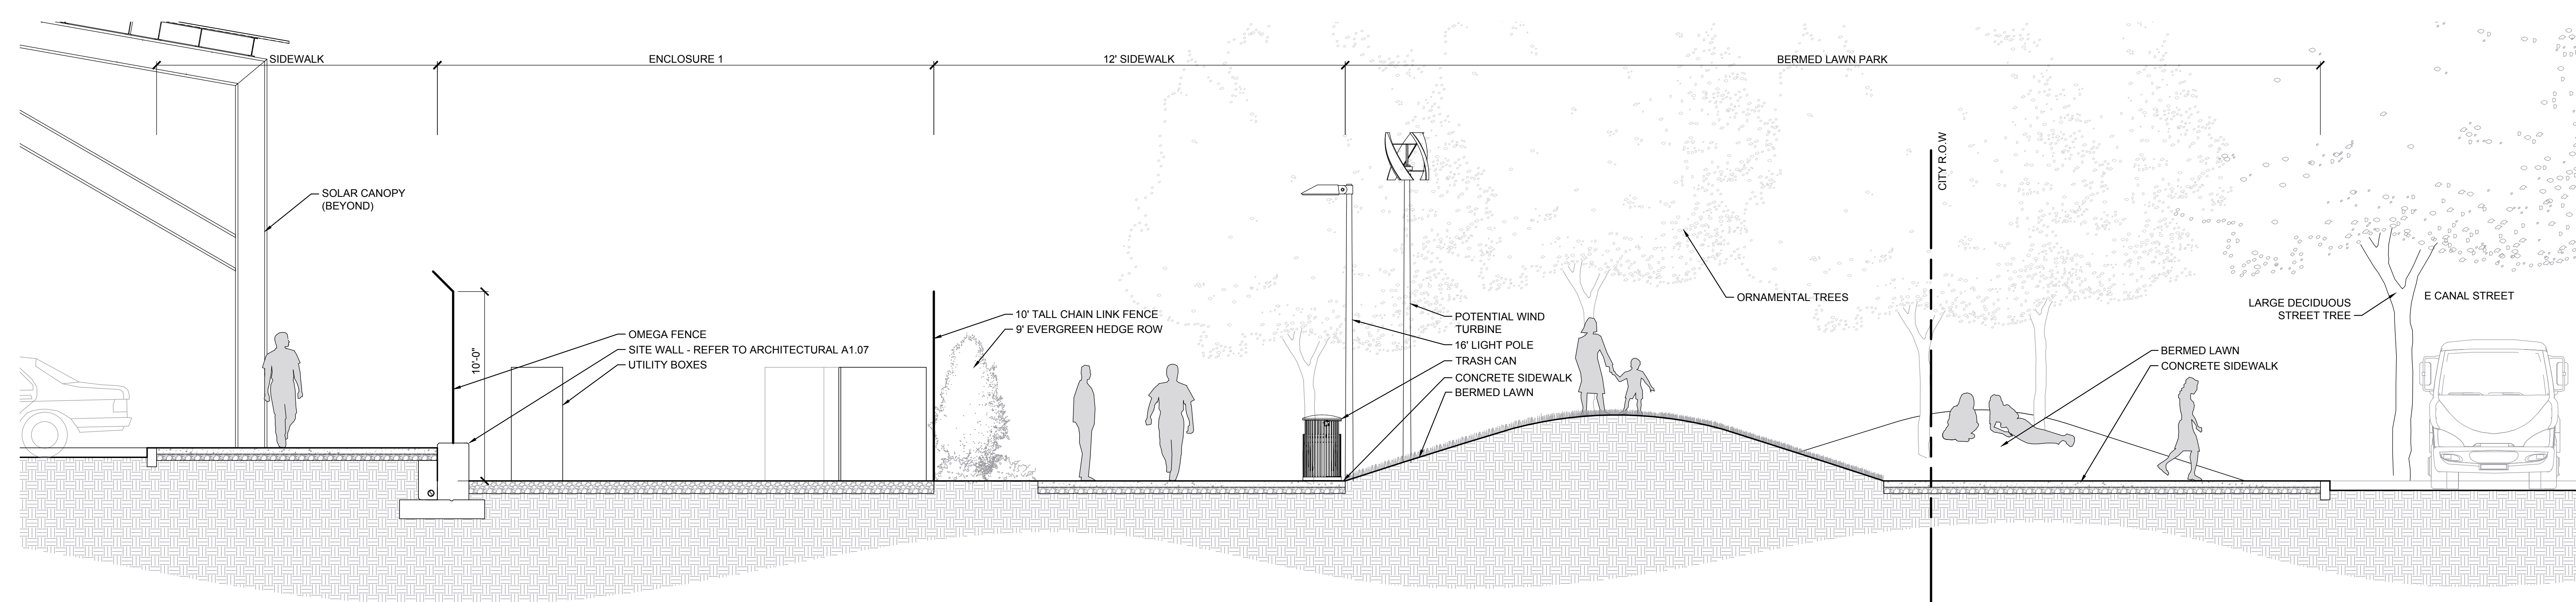 SIDEWALK
ENCLOSURE 1
12' SIDEWALK
BERMED LAWN PARK
CITY R.O.W
SOLAR CANOPY
(BEYOND)
10'-0"
OMEGA FENCE
SITE WALL - REFER TO ARCHITECTURAL A1.07
UTILITY BOXES
10' TALL CHAIN LINK FENCE
9' EVERGREEN HEDGE ROW
POTENTIAL WIND
TURBINE
16' LIGHT POLE
TRASH CAN
CONCRETE SIDEWALK
BERMED LAWN
ORNAMENTAL TREES
LARGE DECIDUOUS
STREET TREE
E CANAL STREET
BERMED LAWN
CONCRETE SIDEWALK